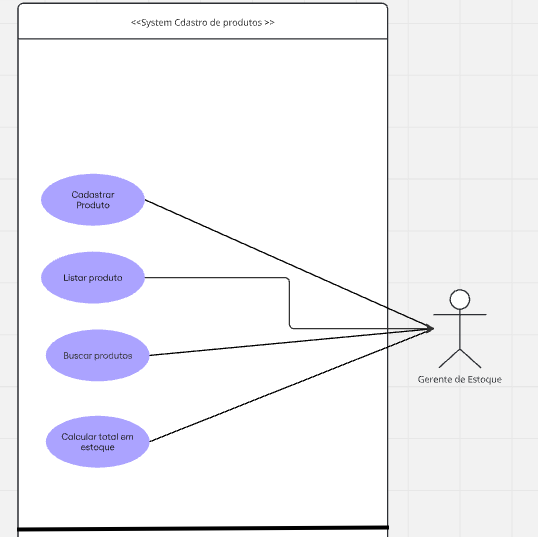 <<System Cdastro de produtos >>
Cadastrar
Produto
Listar produto
Buscar produtos
Gerente de Estoque
Calcular total em
estoque